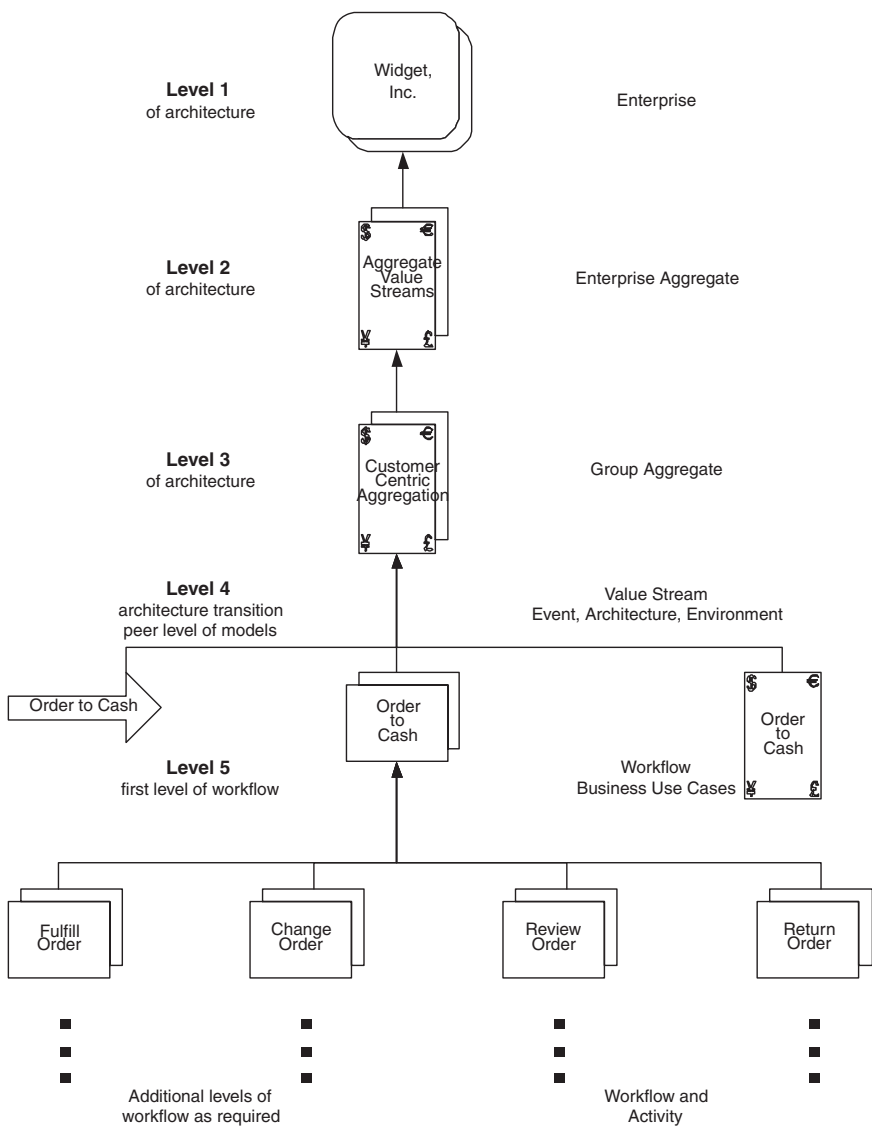 Widget,
Inc.
Level 1
of architecture
Enterprise
$ €
Aggregate
Value
Streams
¥ £
Level 2
of architecture
Enterprise Aggregate
$ €
Customer
Centric
Aggregation
¥ £
Level 3
of architecture
Group Aggregate
Level 4
architecture transition
peer level of models
Value Stream
Event, Architecture, Environment
Order to Cash
Order
to
Cash
$ €
Order
to
Cash
¥ £
Level 5
first level of workflow
Workflow
Business Use Cases
Fulfill
Order
Change
Order
Review
Order
Return
Order
Additional levels of
workflow as required
Workflow and
Activity